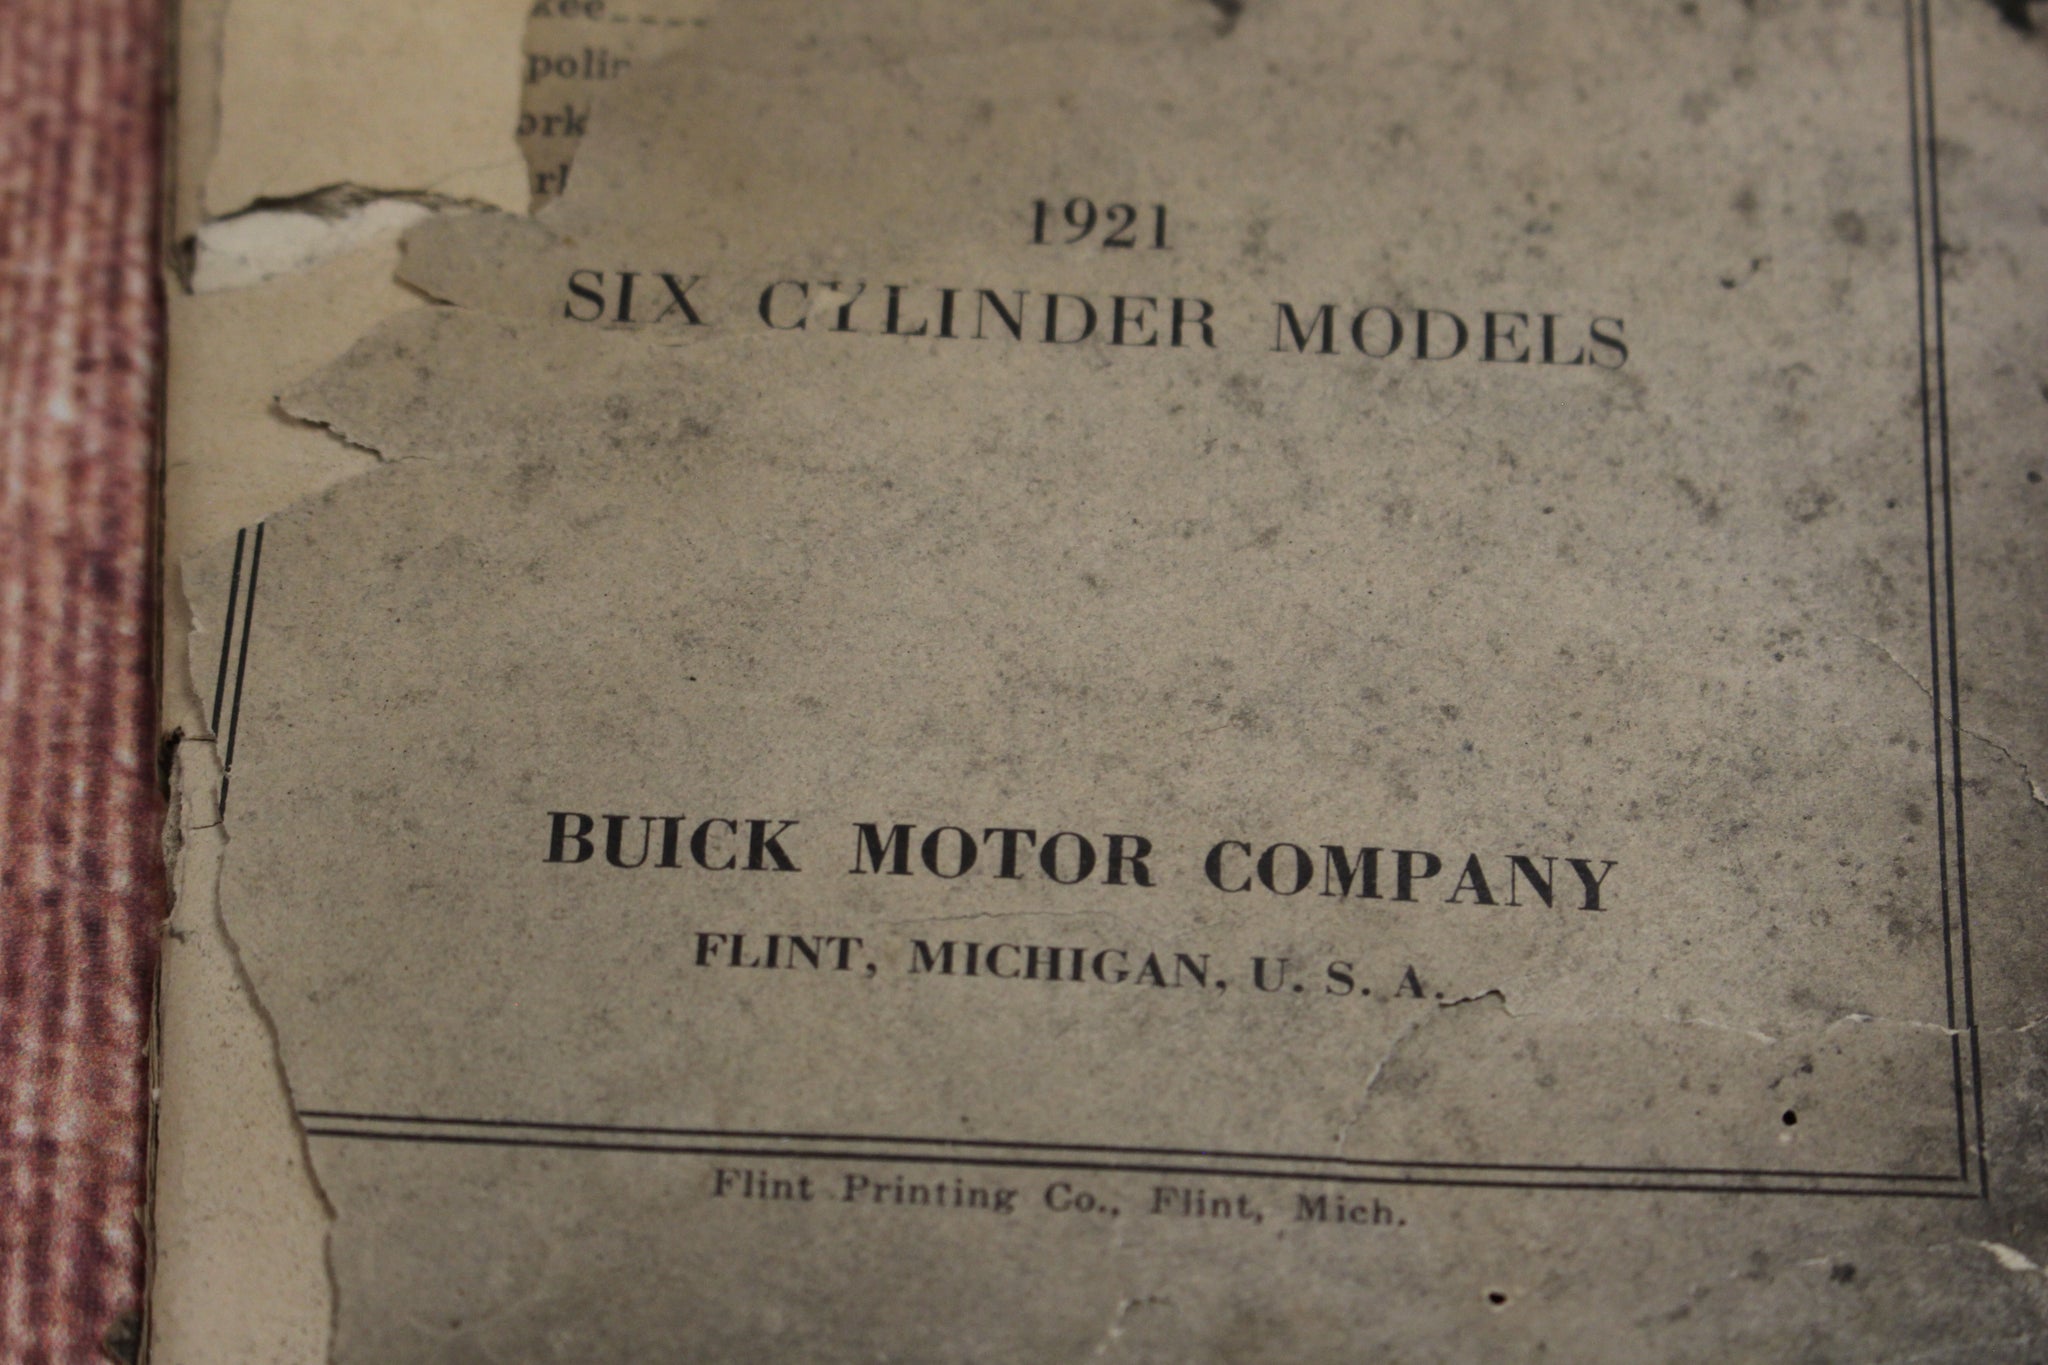 1921
SIX CYLINDER MODELS
BUICK MOTOR COMPANY
FLINT, MICHIGAN, U. S. A.
Flint Printing Co., Flint, Mich.